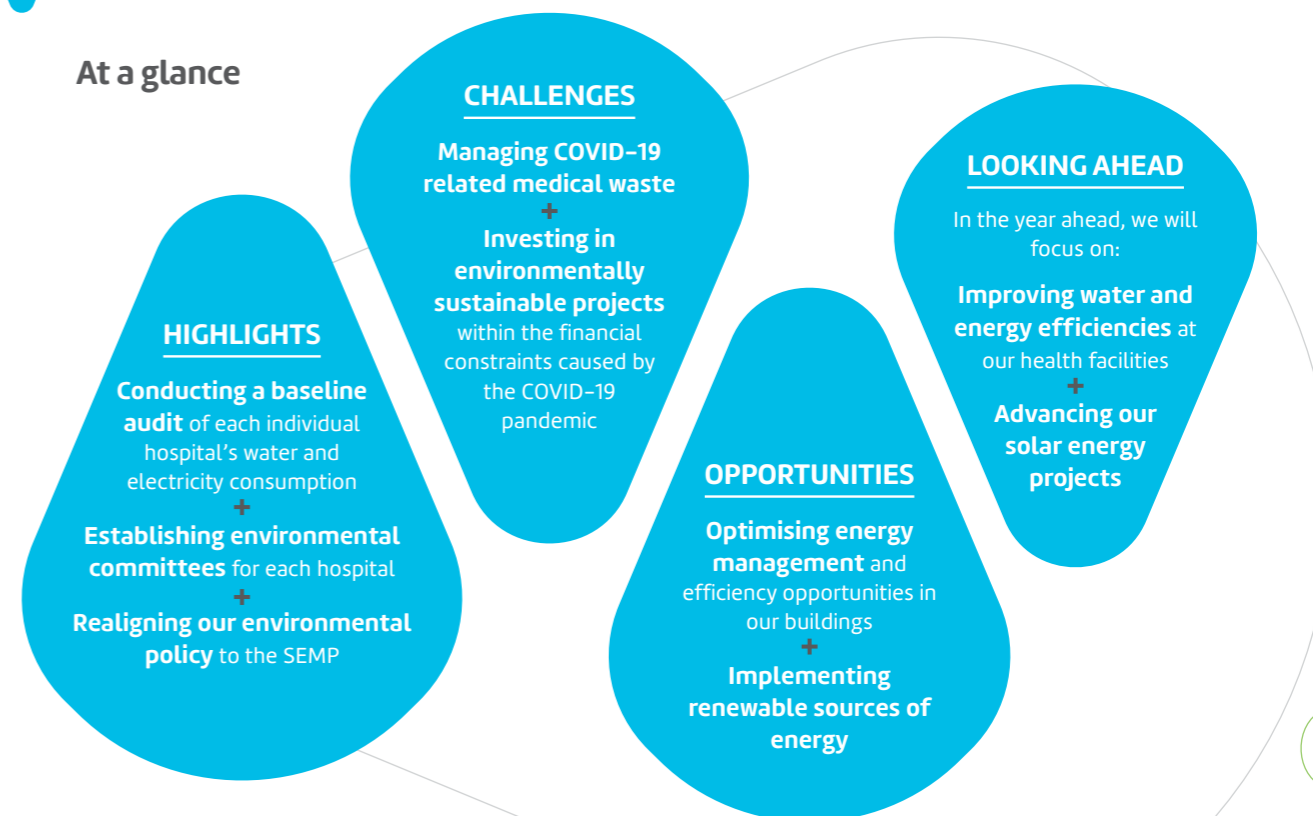 At a glance
HIGHLIGHTS
Conducting a baseline
audit of each individual
hospital's water and
electricity consumption
+
Establishing environmental
committees for each hospital
+
Realigning our environmental
policy to the SEMP
CHALLENGES
Managing COVID-19
related medical waste
+
Investing in
environmentally
sustainable projects
within the financial
constraints caused by
the COVID-19
pandemic
OPPORTUNITIES
Optimising energy
management and
efficiency opportunities in
our buildings
+
Implementing
renewable sources of
energy
LOOKING AHEAD
In the year ahead, we will
focus on:
Improving water and
energy efficiencies at
our health facilities
+
Advancing our
solar energy
projects